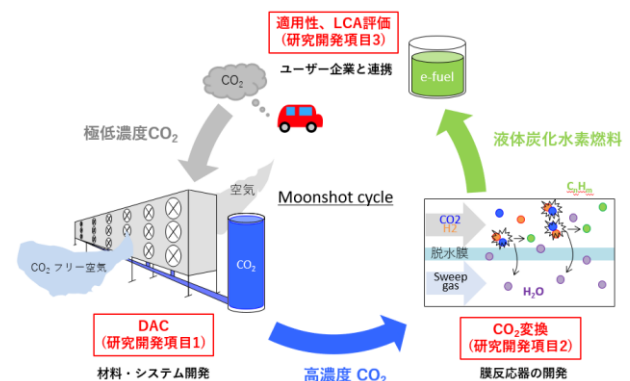 適用性、LCA評価
(研究開発項目3)
ユーザー企業と連携
CO2
e-fuel
極低濃度CO2
液体炭化水素燃料
空気
Moonshot cycle
CnHm
CO2
H2
CO2
脱水膜
CO2 フリー空気
Sweep
gas
H2O
DAC
(研究開発項目1)
CO2変換
(研究開発項目2)
材料・システム開発
高濃度 CO2
膜反応器の開発